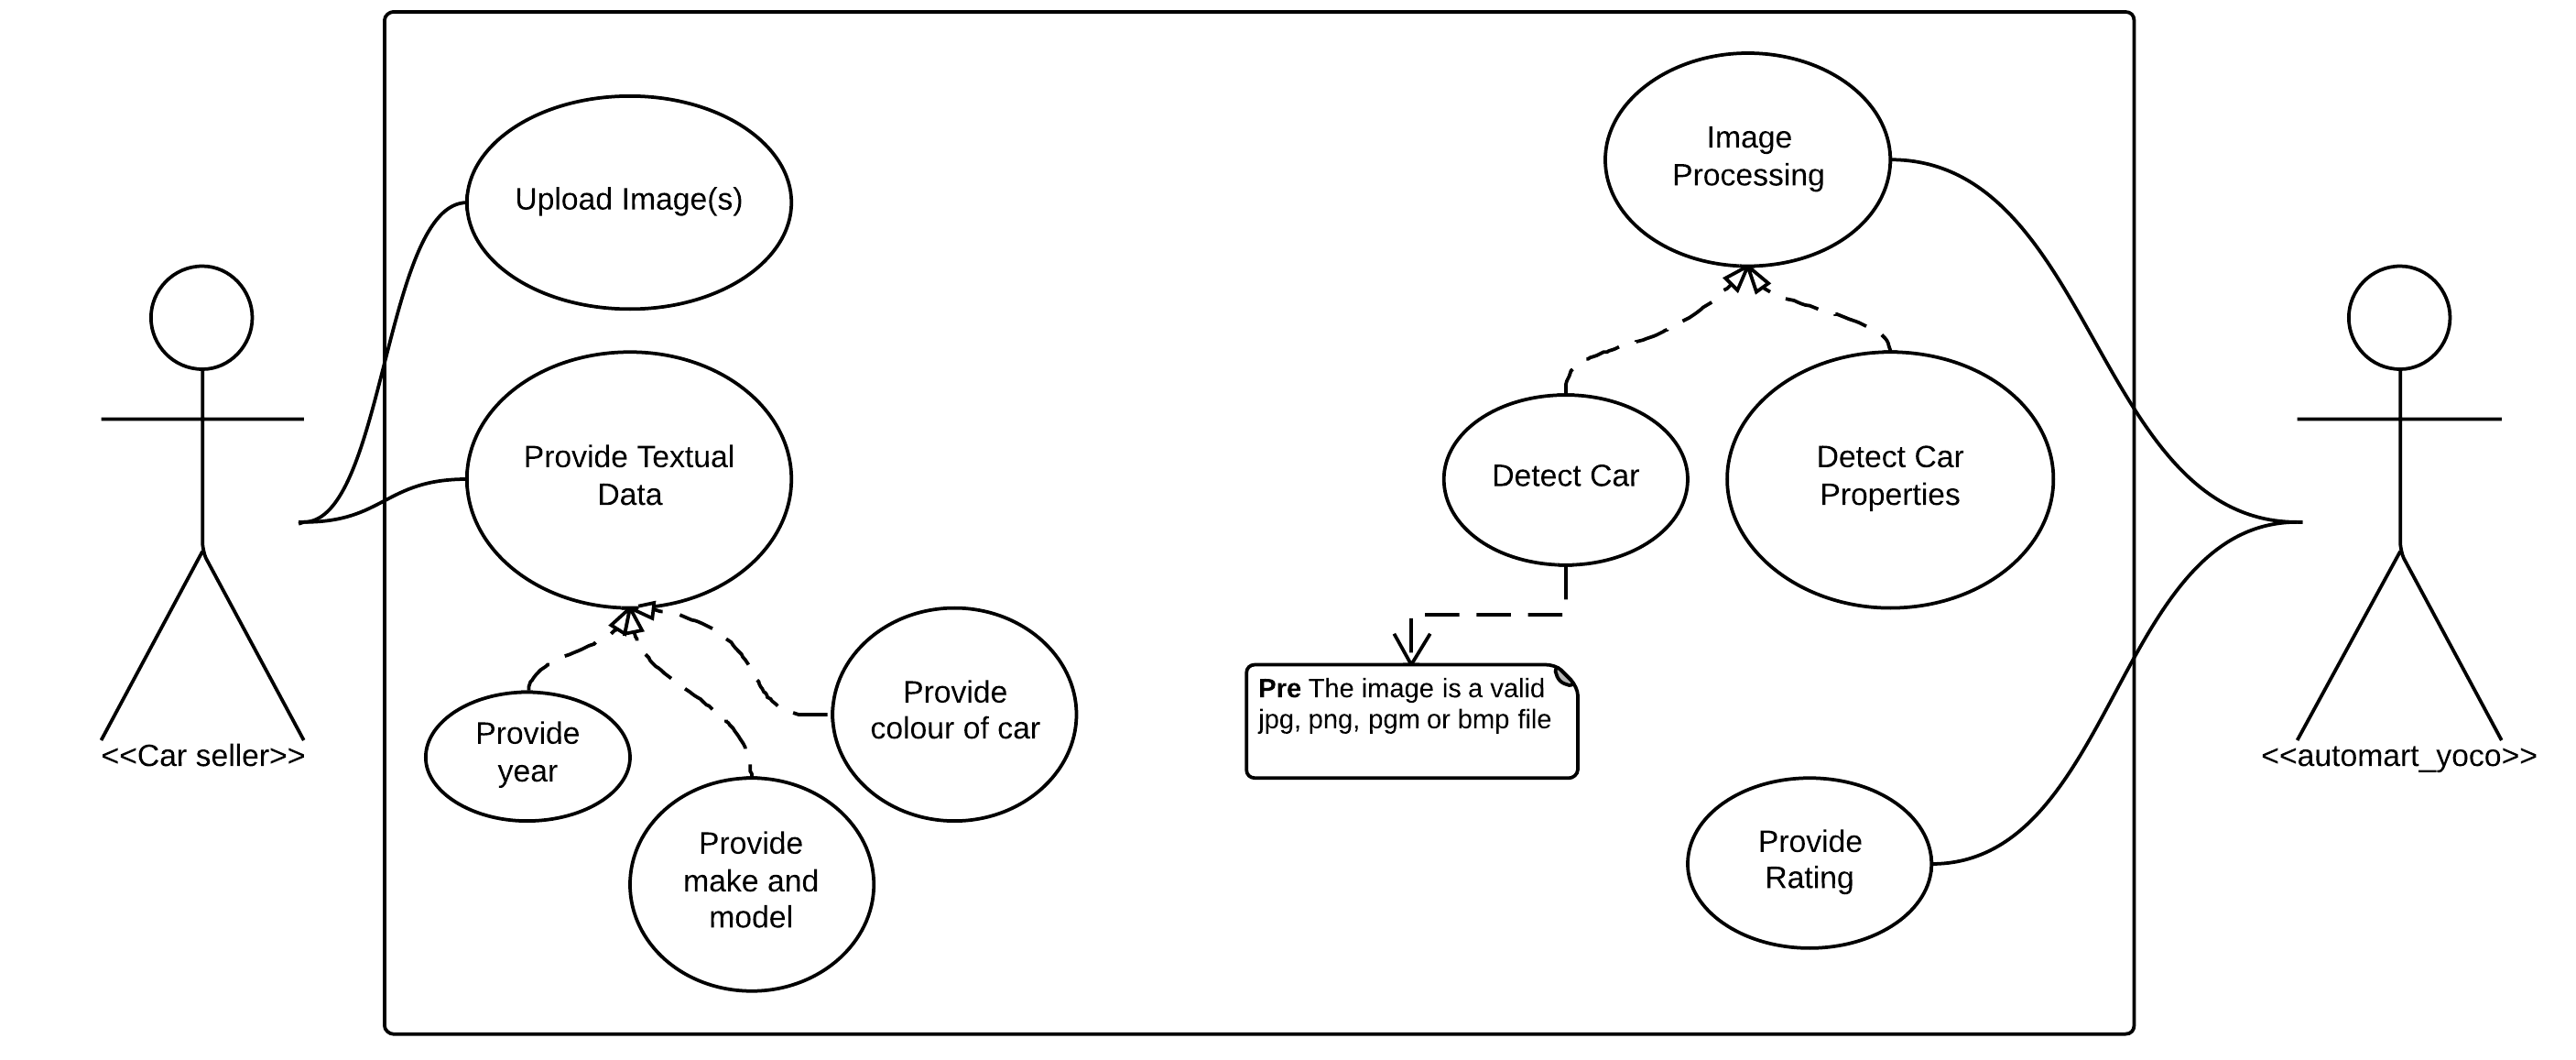 Upload Image(s)
Image
Processing
Provide Textual
Data
Detect Car
Detect Car
Properties
Provide
year
Provide
make and
model
Provide
colour of car
Pre The image is a valid
jpg, png, pgm or bmp file
Provide
Rating
<<Car seller>>
<<automart_yoco>>